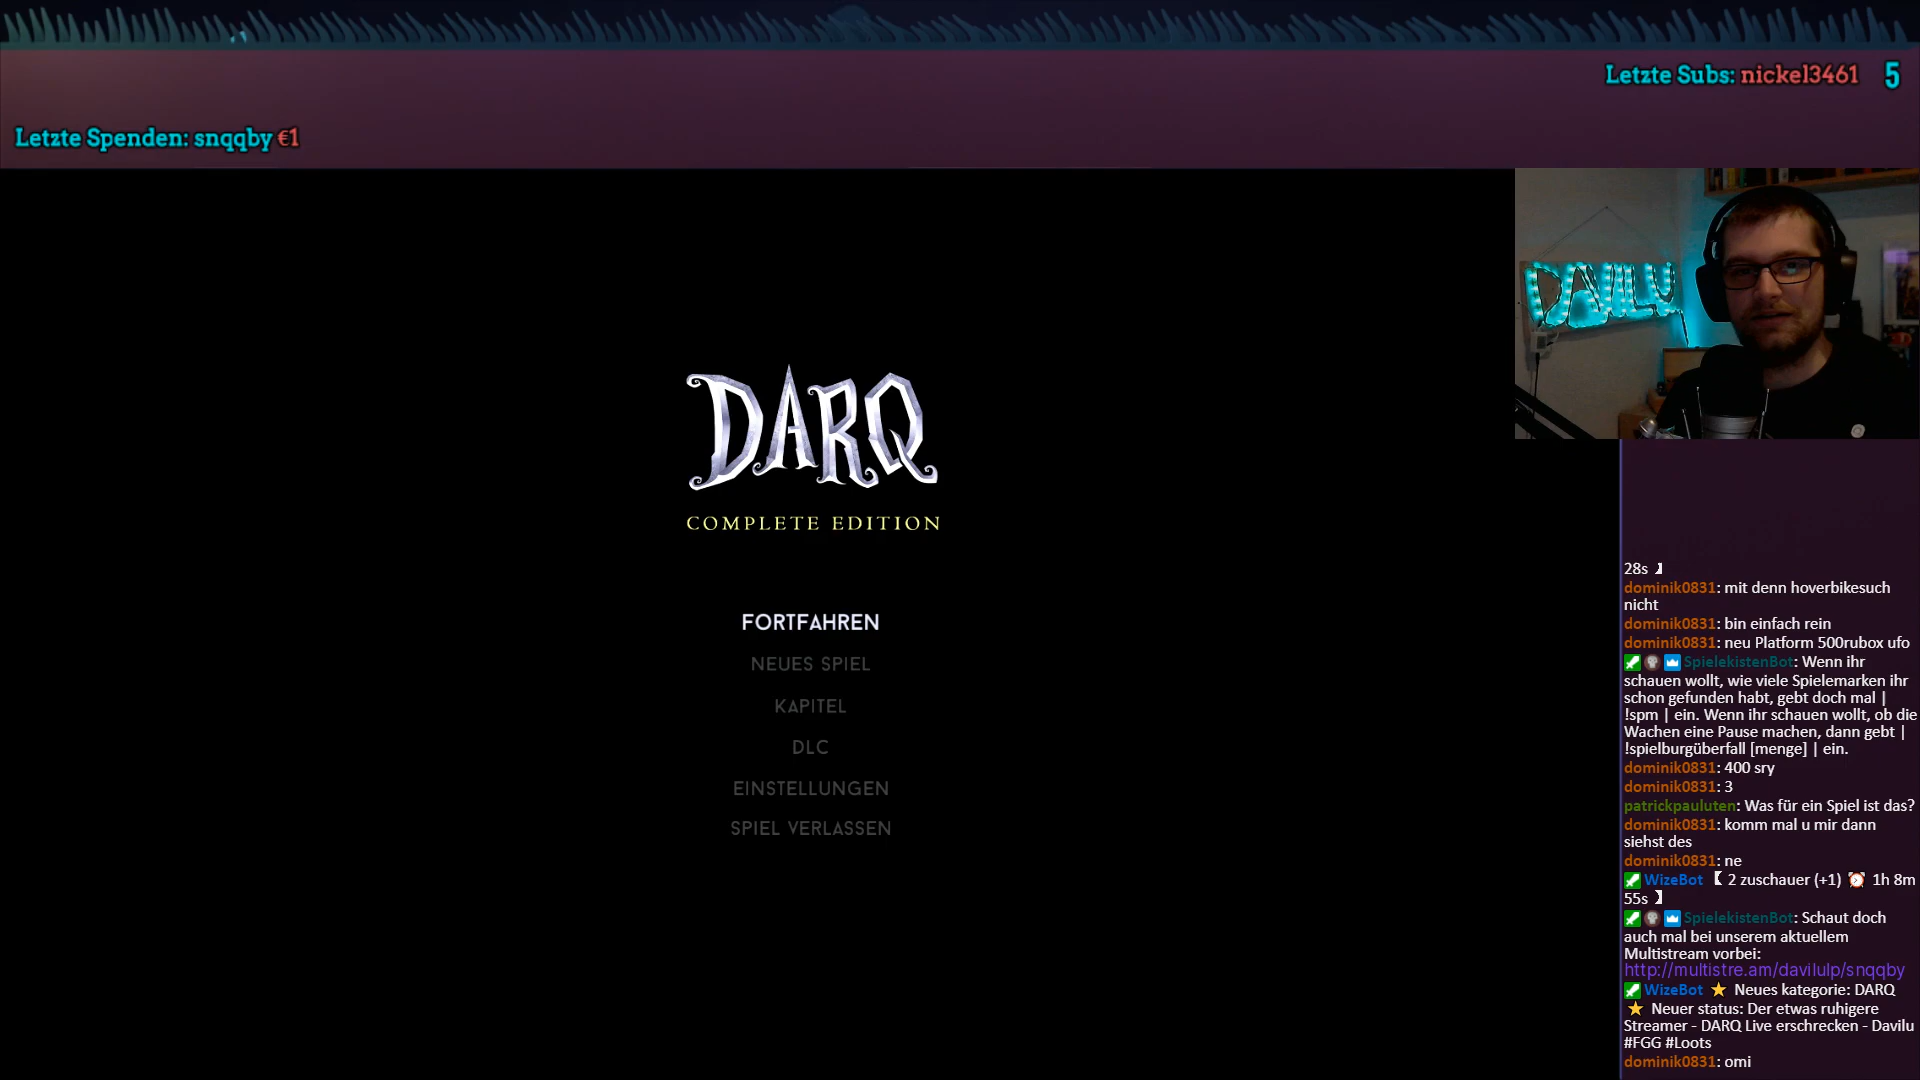 Letzte Subs: nickel3461 5
Letzte Spenden: snqqby €1
DAVILU
DARQ
COMPLETE EDITION
FORTFAHREN
NEUES SPIEL
KAPITEL
DLC
EINSTELLUNGEN
SPIEL VERLASSEN
28s 】
dominik0831: mit denn hoverbikesuch
nicht
dominik0831: bin einfach rein
dominik0831: neu Platform 500rubox ufo
SpielekistenBot: Wenn ihr
schauen wollt, wie viele Spielemarken ihr
schon gefunden habt, gebt doch mal |
!spm | ein. Wenn ihr schauen wollt, ob die
Wachen eine Pause machen, dann gebt |
!spielburgüberfall [menge] | ein.
dominik0831: 400 sry
dominik0831: 3
patrickpauluten: Was für ein Spiel ist das?
dominik0831: komm mal u mir dann
siehst des
dominik0831: ne
WizeBot 【 2 zuschauer (+1) ⏰ 1h 8m
55s 】
SpielekistenBot: Schaut doch
auch mal bei unserem aktuellem
Multistream vorbei:
http://multistre.am/davilulp/snqqby
WizeBot ⭐ Neues kategorie: DARQ
⭐ Neuer status: Der etwas ruhigere
Streamer - DARQ Live erschrecken - Davilu
#FGG #Loots
dominik0831: omi